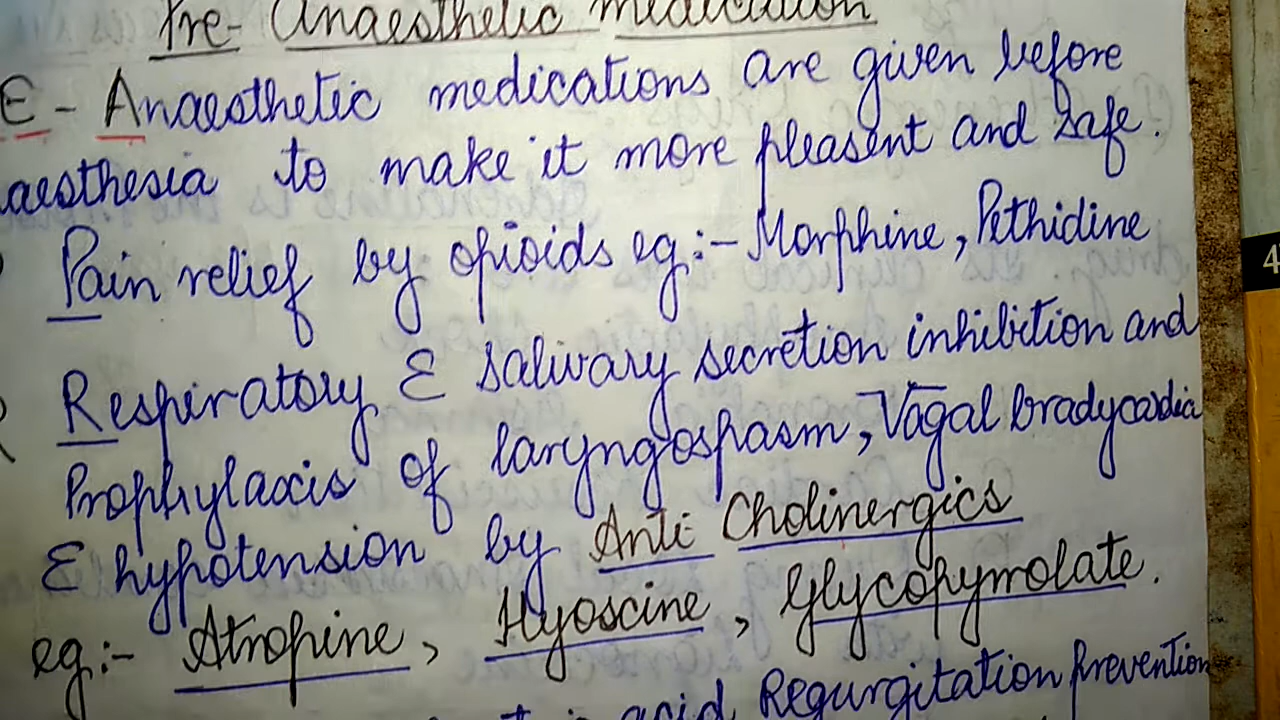 Pre- Anaesthetic medication
E - Anaesthetic medications are given before
aesthesia to make it more pleasent and safe.
Pain relief by opioids eg:- Morphine, Pethidine
Respiratory & salivary secretion inhibition and
Prophylaxis of laryngospasm, Vagal bradycardia
& hypotension by Anti-Cholinergics
eg:- Atropine, Hyoscine, Glycopyrrolate.
acid Regurgitation prevention
4